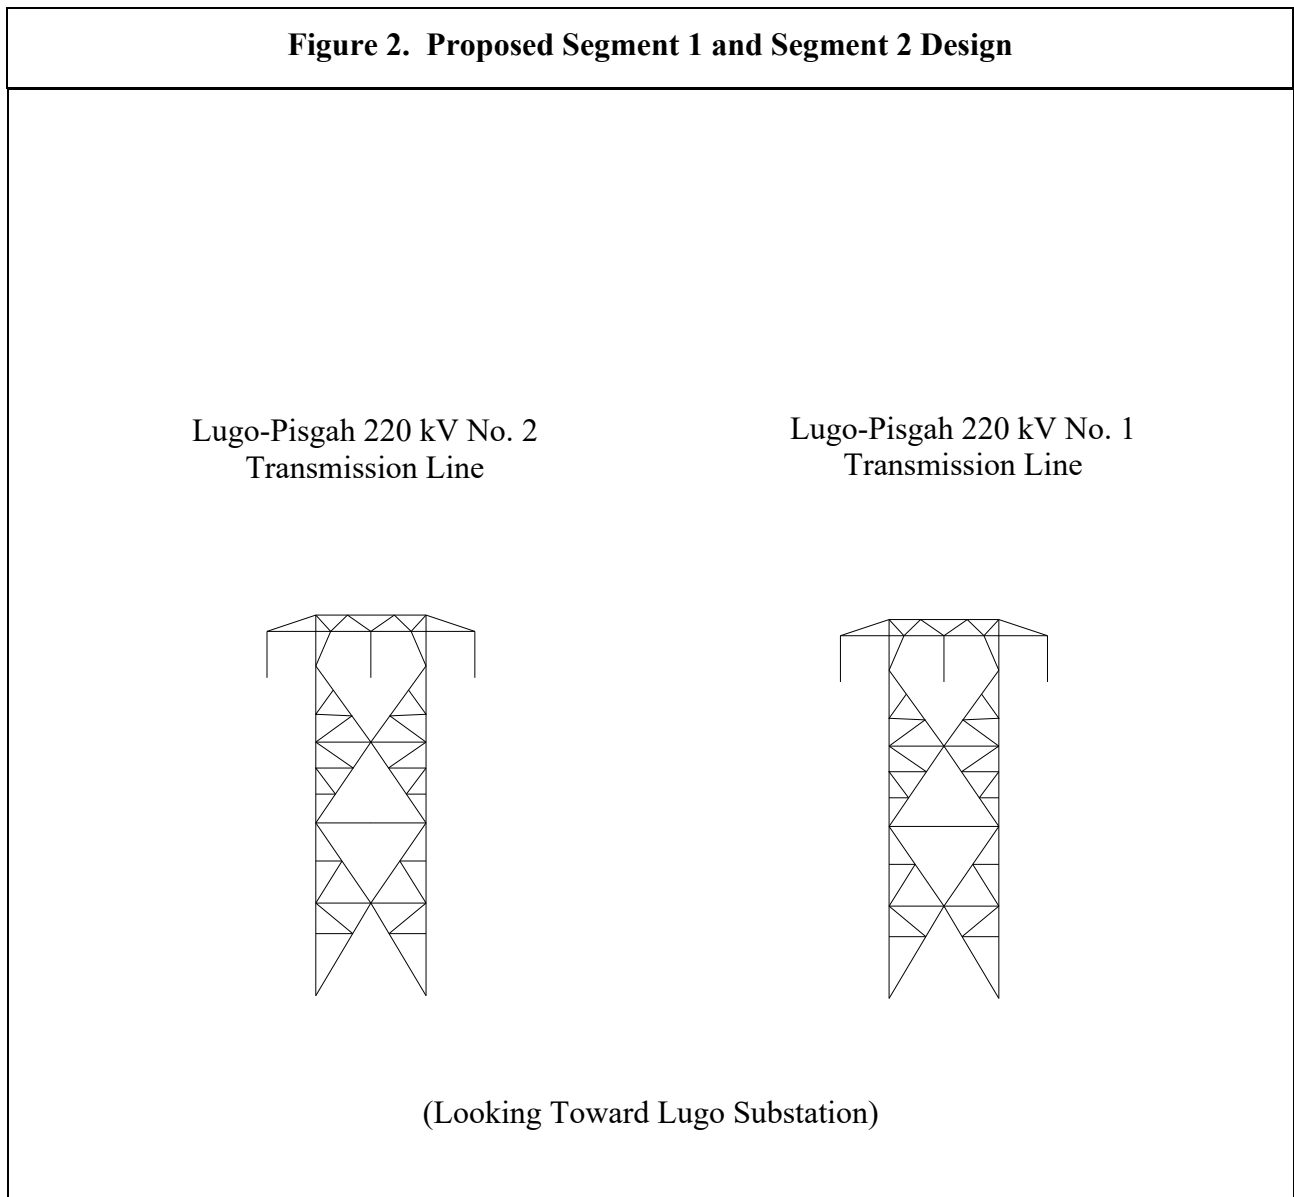 Figure 2. Proposed Segment 1 and Segment 2 Design
Lugo-Pisgah 220 kV No. 2
Transmission Line
Lugo-Pisgah 220 kV No. 1
Transmission Line
(Looking Toward Lugo Substation)